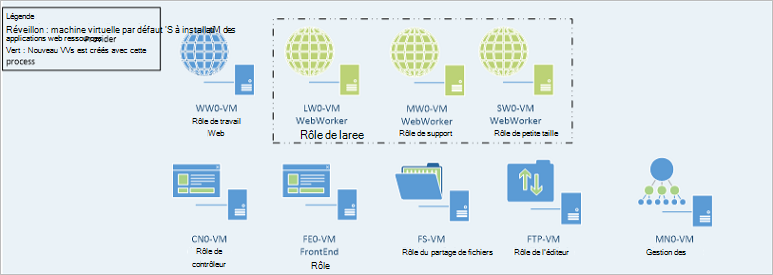 Légende
Réveillon : machine virtuelle par défaut 'S à installaM des
applications web ressources
Vert : Nouveau VVs est créés avec cette
process
WW0-VM
Rôle de travail
Web
LW0-VM
WebWorker
Rôle de laree
MW0-VM
WebWorker
Rôle de support
SW0-VM
WebWorker
Rôle de petite taille
CN0-VM
Rôle de
contrôleur
FE0-VM
FrontEnd
Rôle
FS-VM
Rôle du partage de fichiers
FTP-VM
Rôle de l'éditeur
MN0-VM
Gestion des